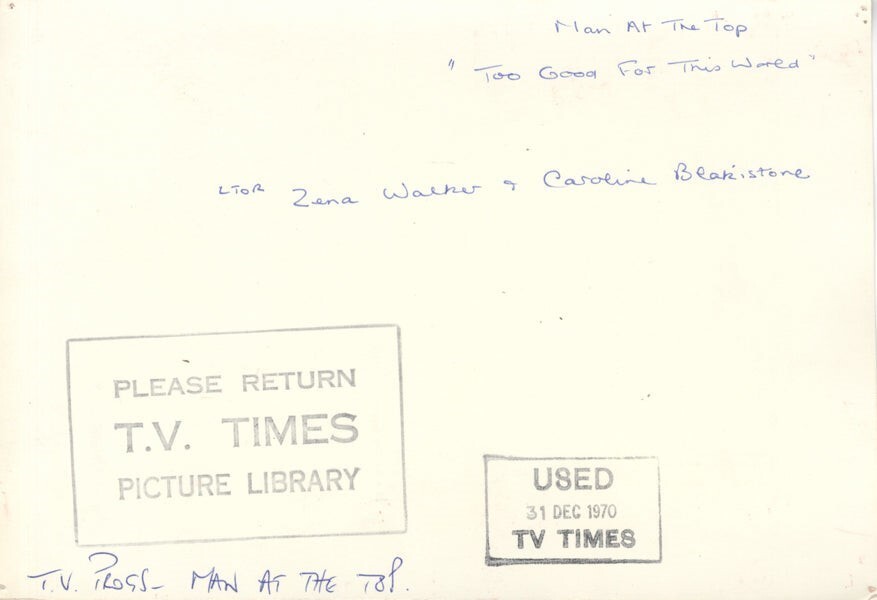 Man At The Top
" Too Good For This World "
LTOR Zena Walker & Caroline Blakistone
PLEASE RETURN
T.V. TIMES
PICTURE LIBRARY
USED
31 DEC 1970
TV TIMES
T.V. PROGS - MAN AT THE TOP.